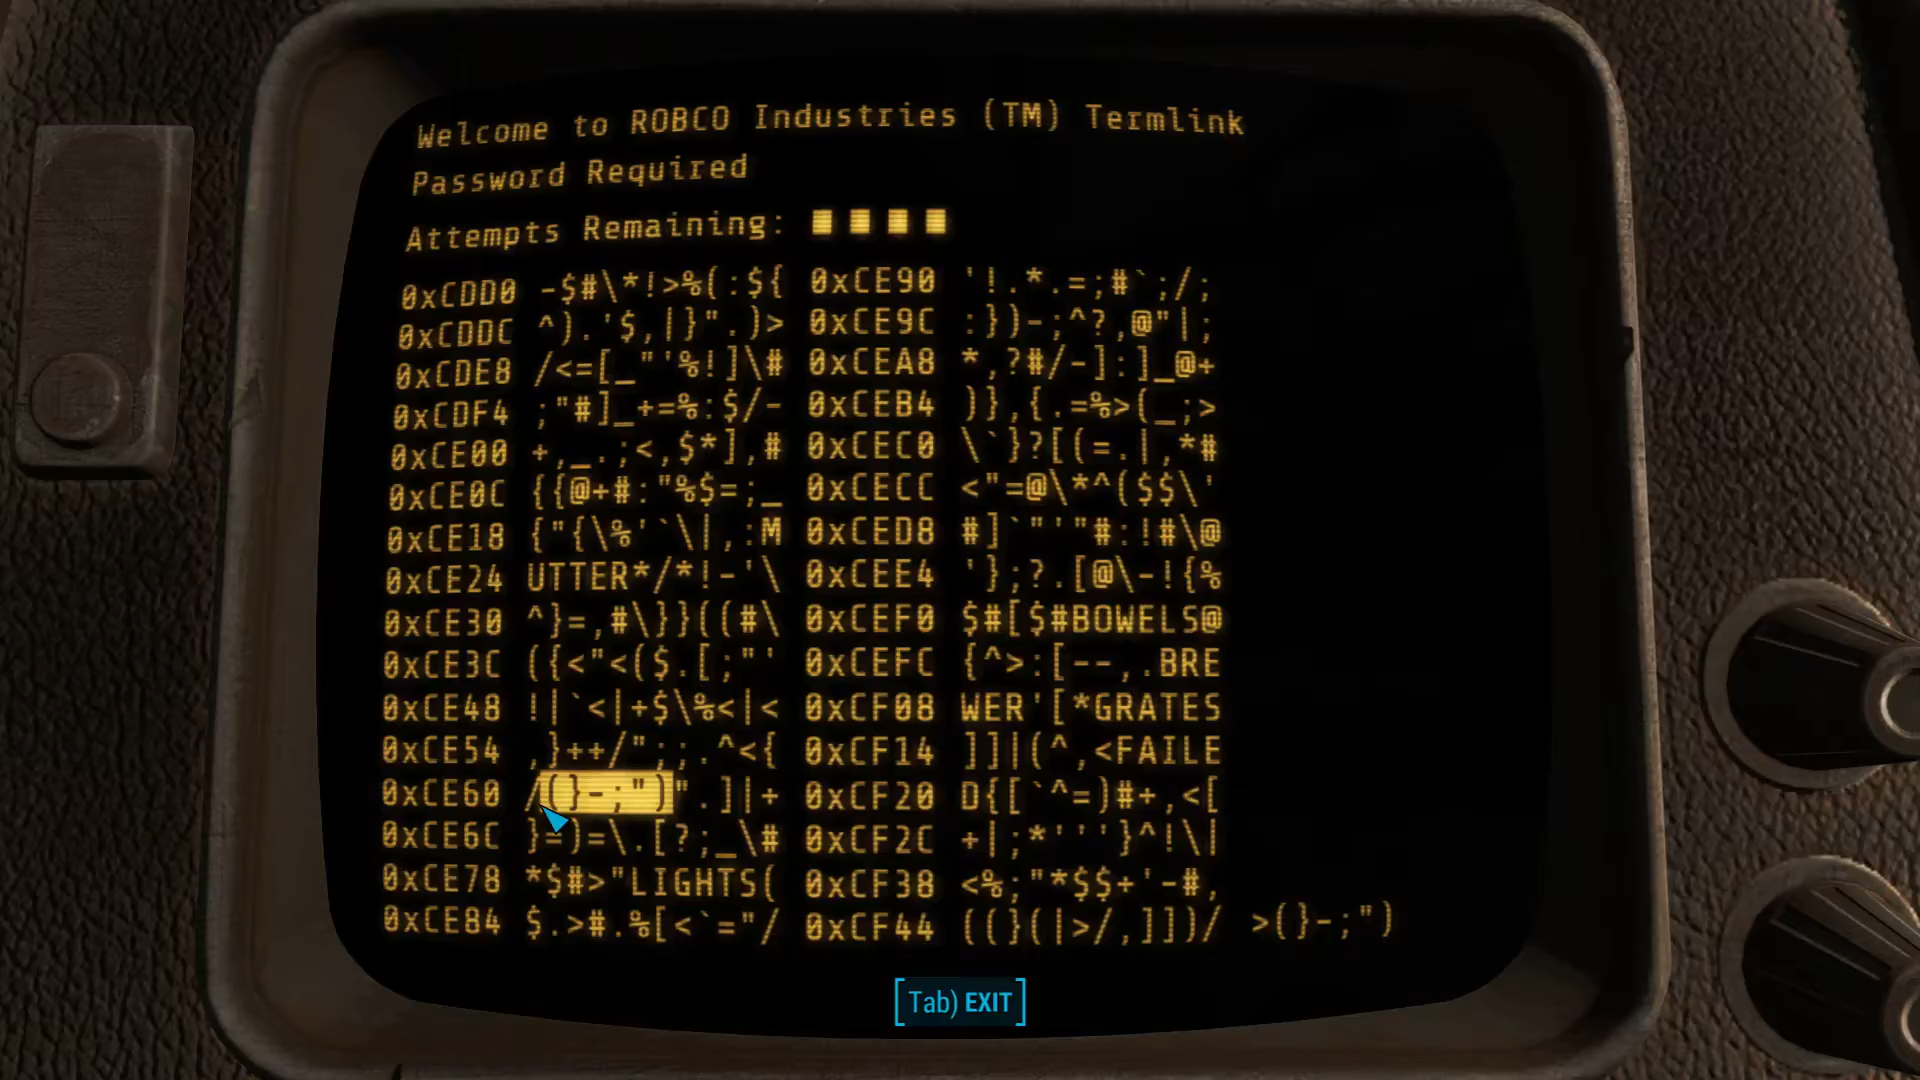 Welcome to ROBCO Industries (TM) Termlink
Password Required
Attempts Remaining: ■ ■ ■ ■
0xCDD0 -$#\*!>%(:${ 0xCE90 '!.*.=;#`;/;
0xCDDC ^).'$,|}".)> 0xCE9C :})-;^?,@"|;
0xCDE8 /<=[_"'%!]\# 0xCEA8 *,?#/-]:]_@+
0xCDF4 ;"#]_+=%:$/- 0xCEB4 )},{.=%>(_;>
0xCE00 +,_.;<,$*],# 0xCEC0 \`}?[(=.|,*#
0xCE0C {{@+#:"%$=;_ 0xCECC <"=@\*^($$\'
0xCE18 {"{\%'`\|,:M 0xCED8 #]`"'"#:!#\@
0xCE24 UTTER*/*!-'\ 0xCEE4 '};?.[@\-!{%
0xCE30 ^}=,#\}}((#\ 0xCEF0 $#[$#BOWELS@
0xCE3C ({<"<($.[;"' 0xCEFC {^>:[--,.BRE
0xCE48 !|`<|+$\%<|< 0xCF08 WER'[*GRATES
0xCE54 ,}++/";;.^<{ 0xCF14 ]]|(^,<FAILE
0xCE60 /(}-;")".]|+ 0xCF20 D{[`^=)#+,<[
0xCE6C }=)=\.[?;_\# 0xCF2C +|;*'''}^!\|
0xCE78 *$#>"LIGHTS( 0xCF38 <%;"*$$+'-#,
0xCE84 $.>#.%[<`="/ 0xCF44 ((}(|>/,]])/ >(}-;")
[Tab) EXIT]